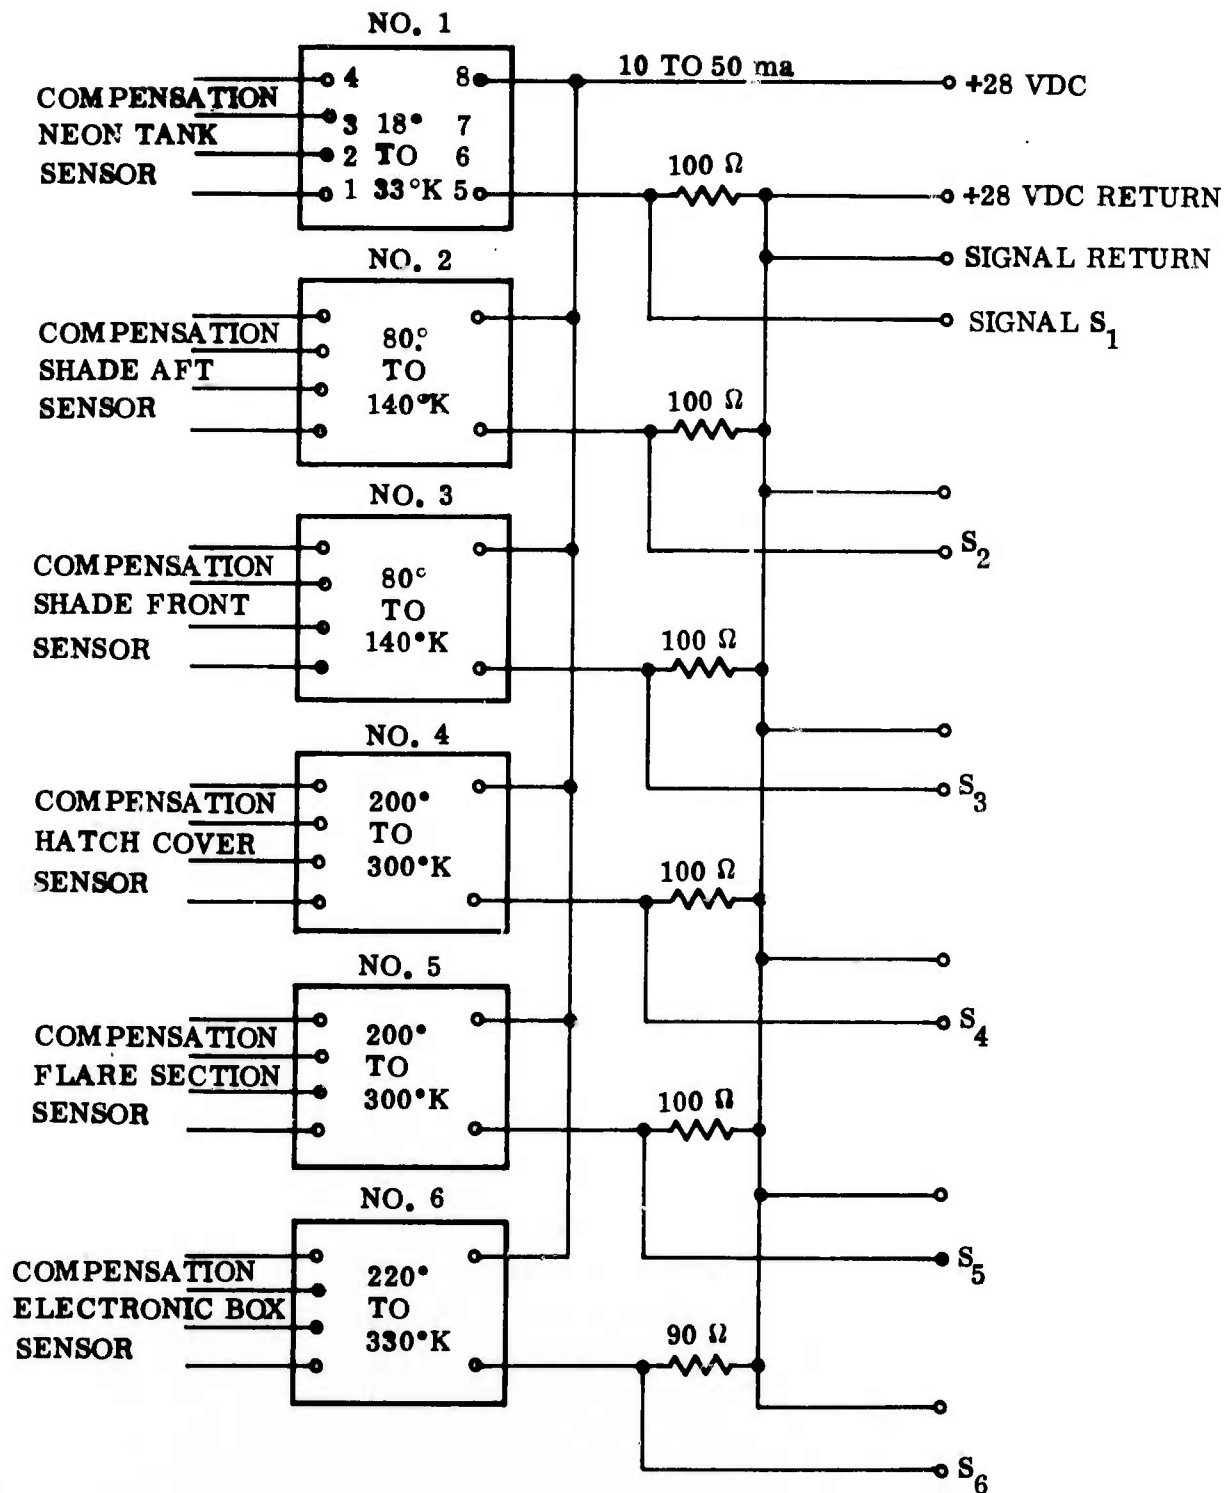 NO. 1
10 TO 50 ma
+28 VDC
COMPENSATION
NEON TANK
SENSOR
4 8
3 18° 7
2 TO 6
1 33°K 5
100 Ω
+28 VDC RETURN
SIGNAL RETURN
SIGNAL S1
NO. 2
COMPENSATION
SHADE AFT
SENSOR
80°
TO
140°K
100 Ω
S2
NO. 3
COMPENSATION
SHADE FRONT
SENSOR
80°
TO
140°K
100 Ω
S3
NO. 4
COMPENSATION
HATCH COVER
SENSOR
200°
TO
300°K
100 Ω
S4
NO. 5
COMPENSATION
FLARE SECTION
SENSOR
200°
TO
300°K
100 Ω
S5
NO. 6
COMPENSATION
ELECTRONIC BOX
SENSOR
220°
TO
330°K
90 Ω
S6